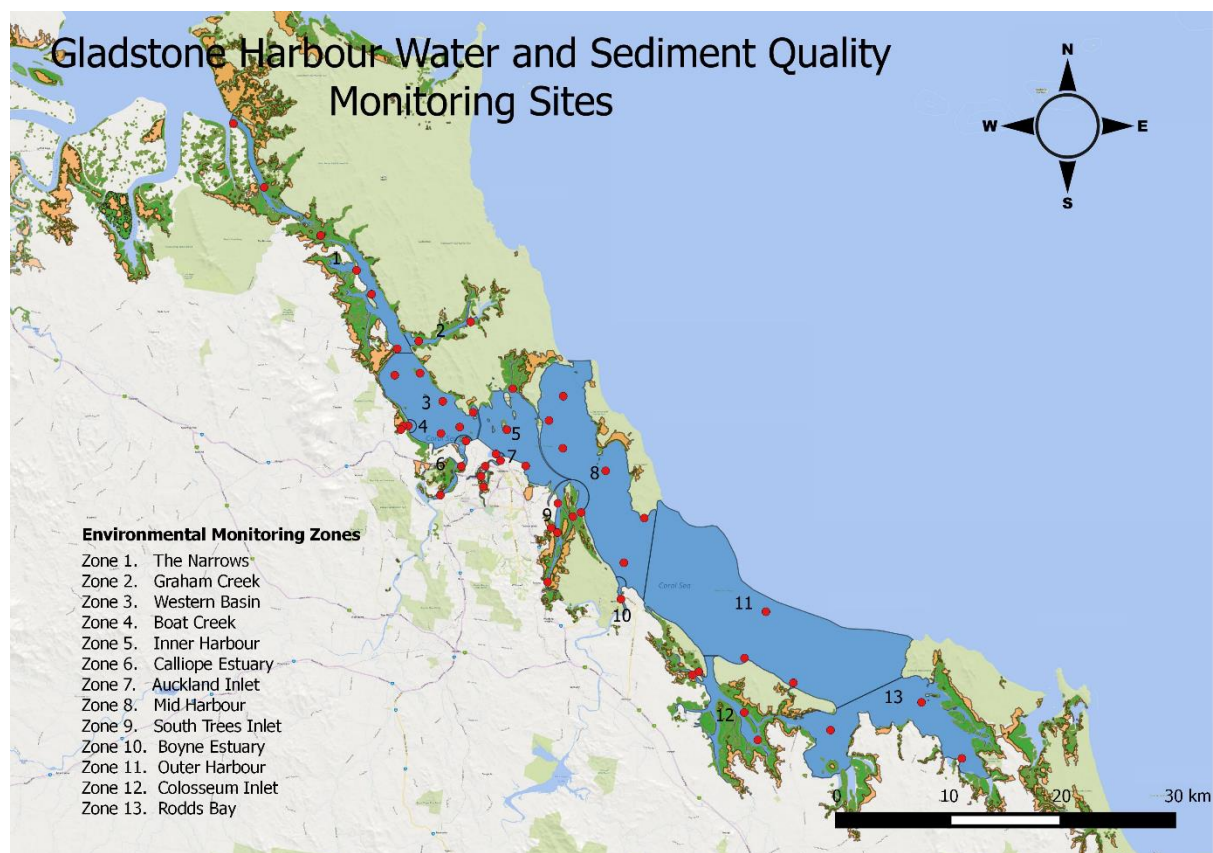 Gladstone Harbour Water and Sediment Quality
Monitoring Sites
N
W
E
S
1
2
3
4
Coral Sea
5
6
7
8
9
10
Coral Sea
11
12
13
Environmental Monitoring Zones
Zone 1. The Narrows
Zone 2. Graham Creek
Zone 3. Western Basin
Zone 4. Boat Creek
Zone 5. Inner Harbour
Zone 6. Calliope Estuary
Zone 7. Auckland Inlet
Zone 8. Mid Harbour
Zone 9. South Trees Inlet
Zone 10. Boyne Estuary
Zone 11. Outer Harbour
Zone 12. Colosseum Inlet
Zone 13. Rodds Bay
0 10 20 30 km